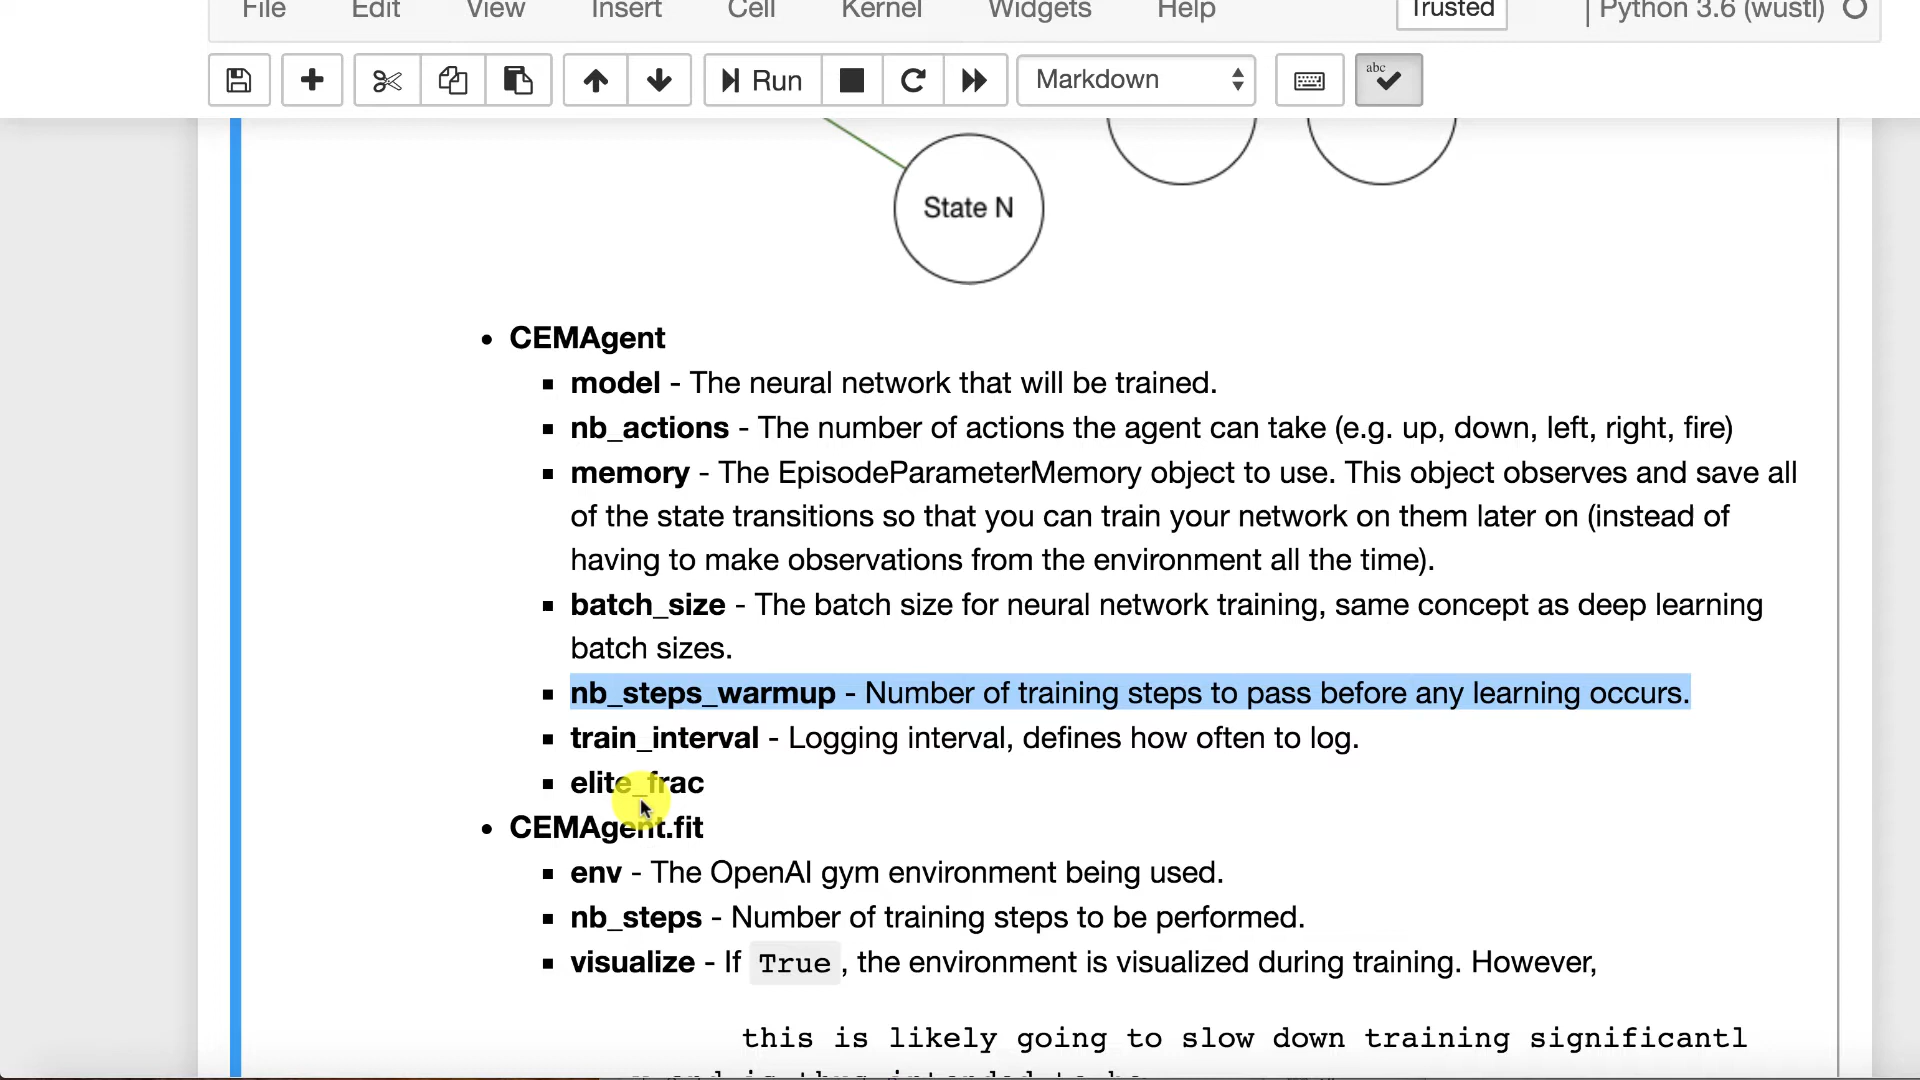 File Edit View Insert Cell Kernel Widgets Help Trusted Python 3.6 (wustl)
Run Markdown abc
State N
CEMAgent
model - The neural network that will be trained.
nb_actions - The number of actions the agent can take (e.g. up, down, left, right, fire)
memory - The EpisodeParameterMemory object to use. This object observes and save all
of the state transitions so that you can train your network on them later on (instead of
having to make observations from the environment all the time).
batch_size - The batch size for neural network training, same concept as deep learning
batch sizes.
nb_steps_warmup - Number of training steps to pass before any learning occurs.
train_interval - Logging interval, defines how often to log.
elite_frac
CEMAgent.fit
env - The OpenAI gym environment being used.
nb_steps - Number of training steps to be performed.
visualize - If True, the environment is visualized during training. However,
this is likely going to slow down training significantl